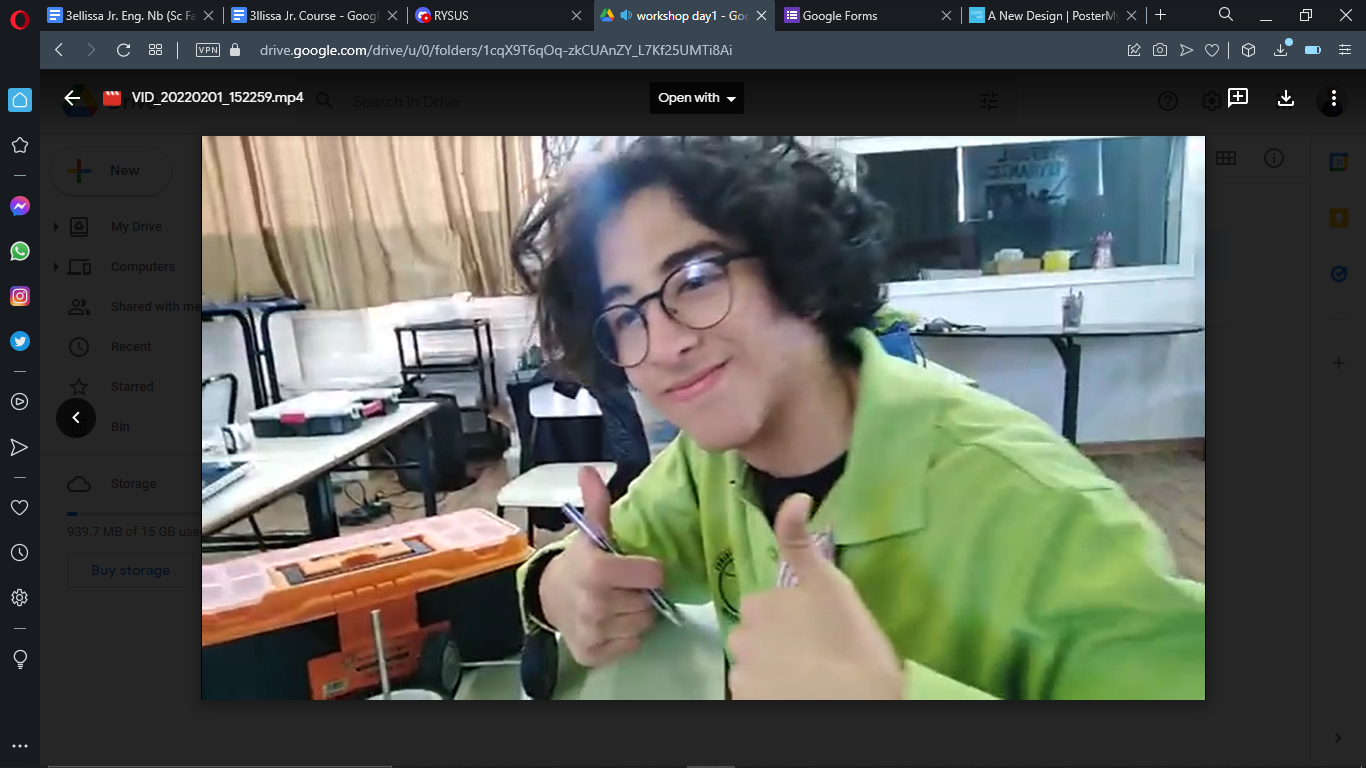 3ellissa Jr. Eng. Nb (Sc Fa
3llissa Jr. Course - Googl
RYSUS
workshop day1 - Goo
Google Forms
A New Design | PosterMy
VPN
drive.google.com/drive/u/0/folders/1cqX9T6qOq-zkCUAnZY_L7Kf25UMTi8Ai
VID_20220201_152259.mp4
Search in Drive
Open with
New
My Drive
Computers
Shared with me
Recent
Starred
Bin
Storage
939.7 MB of 15 GB use
Buy storage